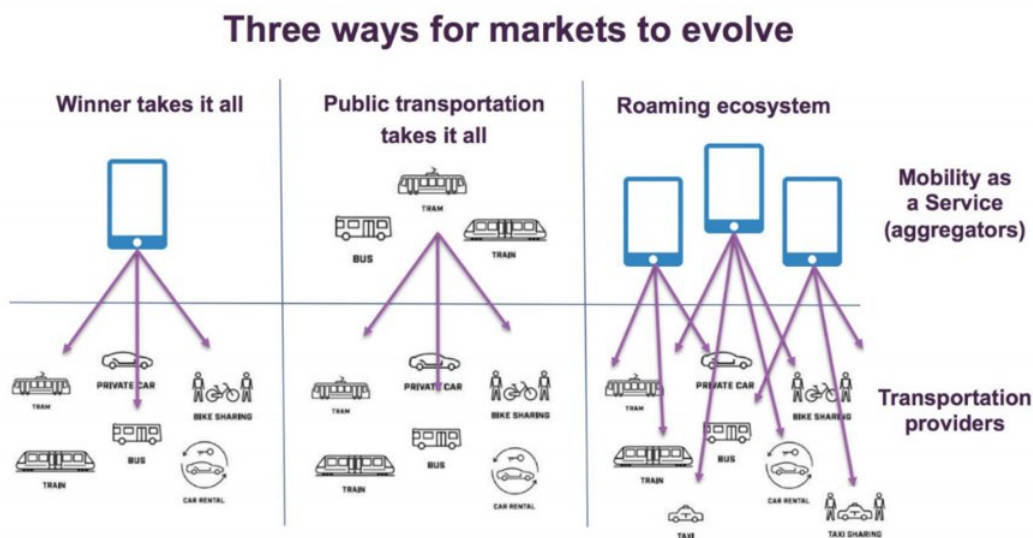 Three ways for markets to evolve
Winner takes it all
Public transportation
takes it all
Roaming ecosystem
Mobility as
a Service
(aggregators)
TRAM
BUS
TRAIN
Transportation
providers
PRIVATE CAR
TRAM
BIKE SHARING
BUS
TRAIN
CAR RENTAL
PRIVATE CAR
TRAM
BIKE SHARING
BUS
TRAIN
CAR RENTAL
PRIVATE CAR
TRAM
BIKE SHARING
BUS
TRAIN
CAR RENTAL
TAXI
TAXI SHARING